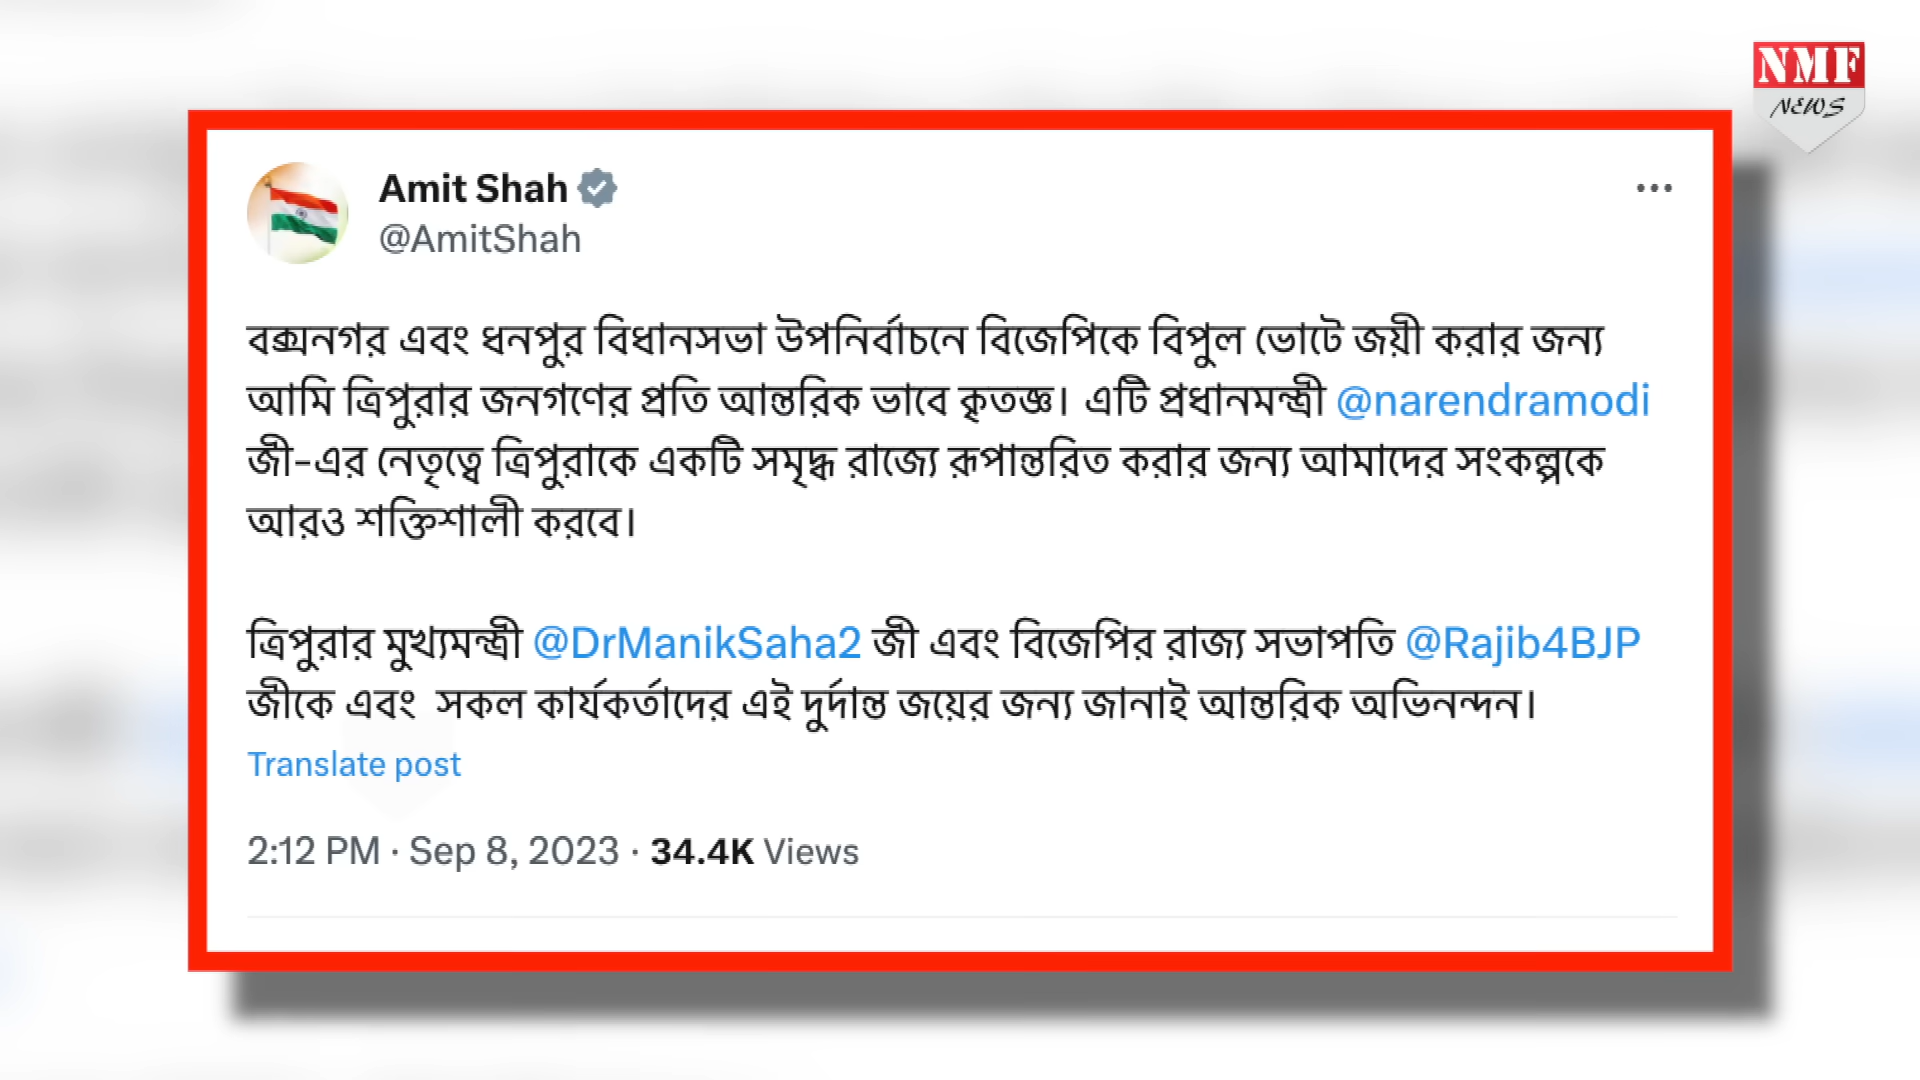 NMF
NEWS
Amit Shah
@AmitShah
বক্সনগর এবং ধনপুর বিধানসভা উপনির্বাচনে বিজেপিকে বিপুল ভোটে জয়ী করার জন্য
আমি ত্রিপুরার জনগণের প্রতি আন্তরিক ভাবে কৃতজ্ঞ। এটি প্রধানমন্ত্রী @narendramodi
জী-এর নেতৃত্বে ত্রিপুরাকে একটি সমৃদ্ধ রাজ্যে রূপান্তরিত করার জন্য আমাদের সংকল্পকে
আরও শক্তিশালী করবে।
ত্রিপুরার মুখ্যমন্ত্রী @DrManikSaha2 জী এবং বিজেপির রাজ্য সভাপতি @Rajib4BJP
জীকে এবং সকল কার্যকর্তাদের এই দুর্দান্ত জয়ের জন্য জানাই আন্তরিক অভিনন্দন।
Translate post
2:12 PM · Sep 8, 2023 · 34.4K Views